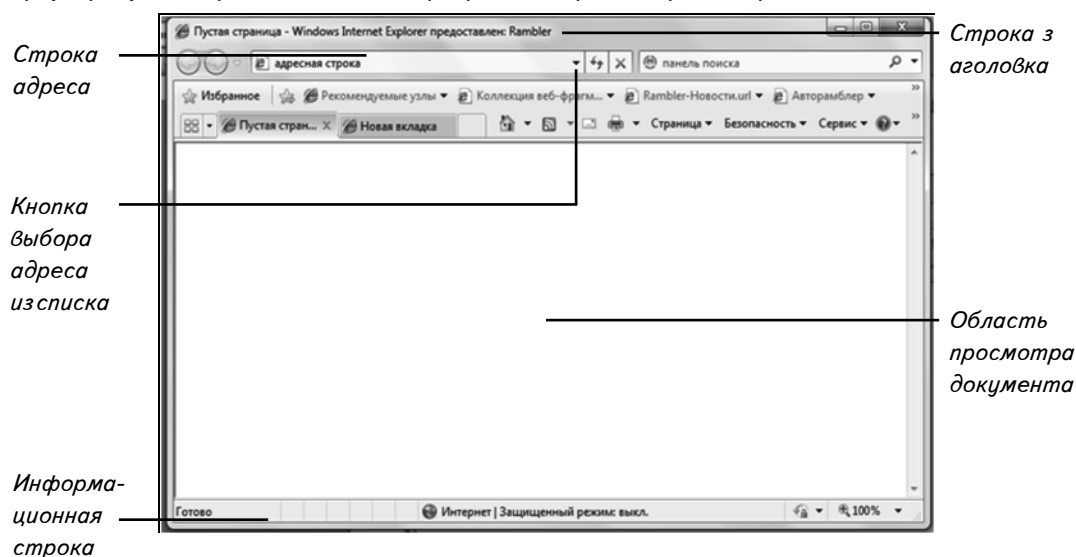 Пустая страница - Windows Internet Explorer предоставлен: Rambler
Строка з
аголовка
Строка
адреса
адресная строка
панель поиска
Избранное Рекомендуемые узлы Коллекция веб-фрагм... Rambler-Новости.url Авторамблер
Пустая стран... Новая вкладка Страница Безопасность Сервис
Кнопка
выбора
адреса
из списка
Область
просмотра
документа
Информа-
ционная
строка
Готово Интернет | Защищенный режим: выкл. 100%